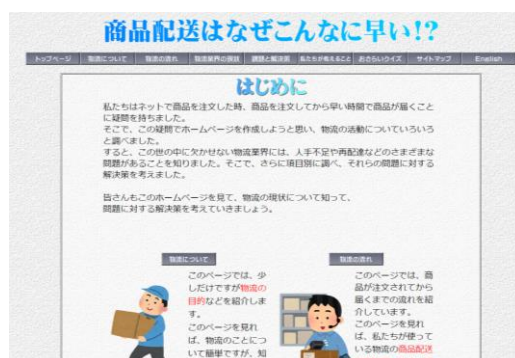 商品配送はなぜこんなに早い!?
トップページ 物流について 物流の流れ 物流業界の現状 課題と解決策 私たちが考えること おさらいクイズ サイトマップ English
はじめに
私たちはネットで商品を注文した時、商品を注文してから早い時間で商品が届くこと
に疑問を持ちました。
そこで、この疑問でホームページを作成しようと思い、物流の活動についていろいろ
と調べました。
すると、この世の中に欠かせない物流業界には、人手不足や再配達などのさまざまな
問題があることを知りました。そこで、さらに項目別に調べ、それらの問題に対する
解決策を考えました。
皆さんもこのホームページを見て、物流の現状について知って、
問題に対する解決策を考えていきましょう。
物流について
このページでは、少
しだけですが物流の
目的などを紹介しま
す。
このページを見れ
ば、物流のことにつ
いて簡単ですが、知
物流の流れ
このページでは、商
品が注文されてから
届くまでの流れを紹
介しています。
このページを見れ
ば、私たちが使って
いる物流の商品配送